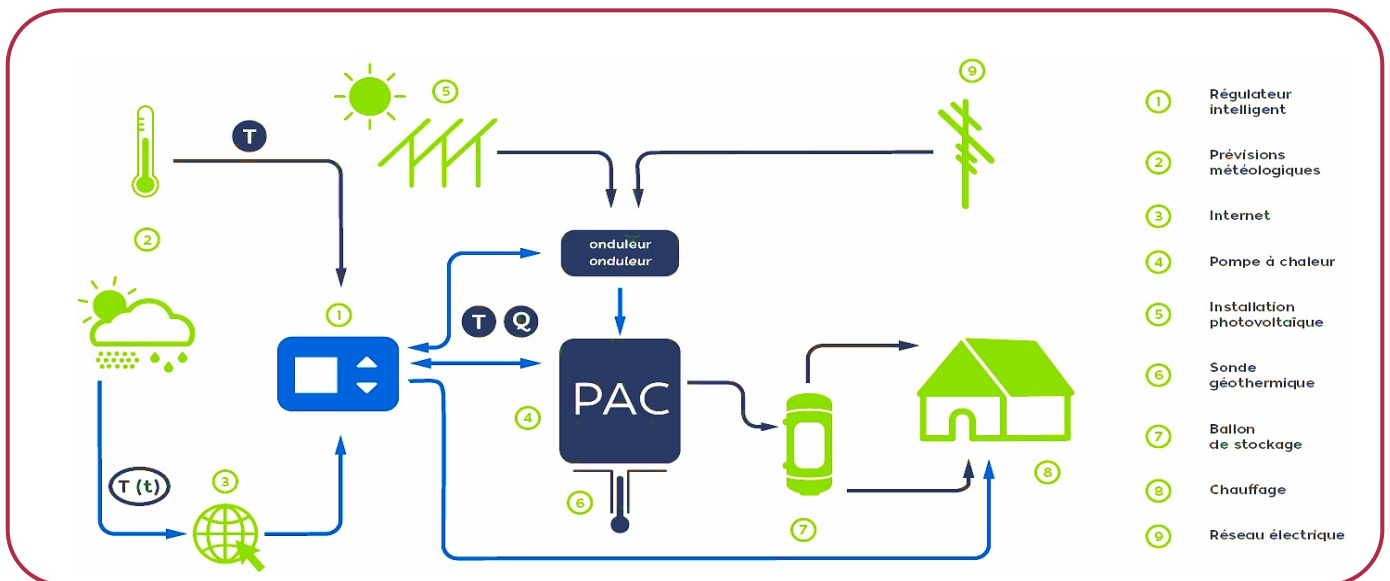 9
5
T
2
onduleur
onduleur
1
T Q
PAC
4
T (t)
3
6
7
8
1 Régulateur
intelligent
2 Prévisions
météologiques
3 Internet
4 Pompe à chaleur
5 Installation
photovoltaïque
6 Sonde
géothermique
7 Ballon
de stockage
8 Chauffage
9 Réseau électrique